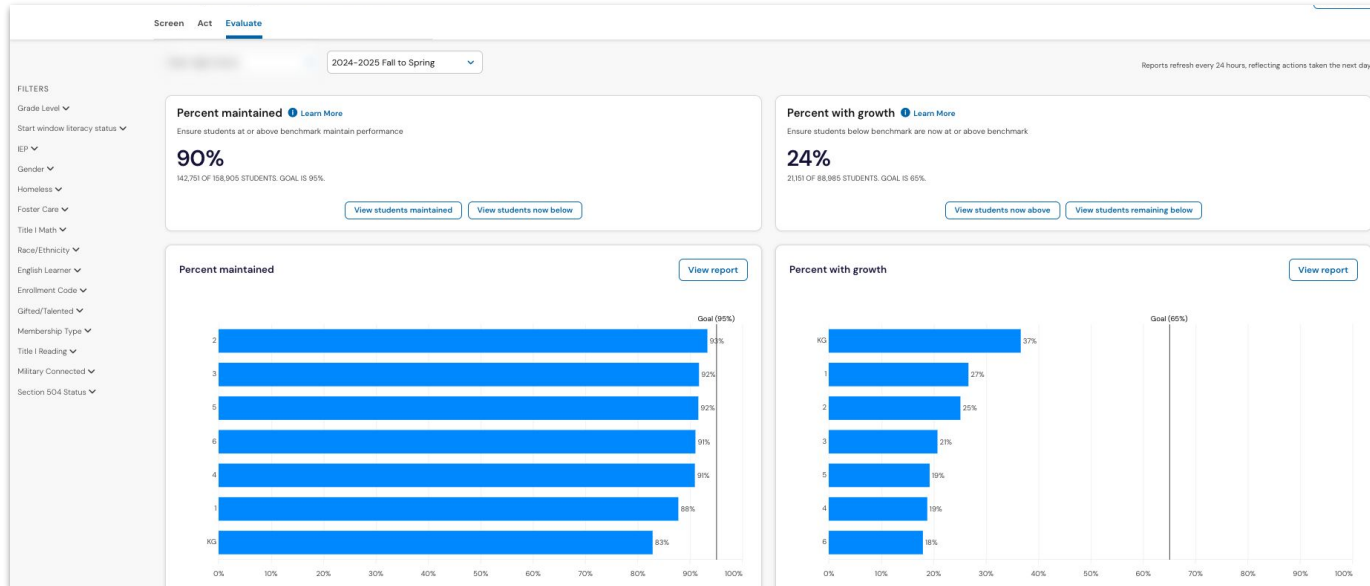 Screen Act Evaluate
2024-2025 Fall to Spring
Reports refresh every 24 hours, reflecting actions taken the next day
FILTERS
Grade Level
Start window literacy status
IEP
Gender
Homeless
Foster Care
Title I Math
Race/Ethnicity
English Learner
Enrollment Code
Gifted/Talented
Membership Type
Title I Reading
Military Connected
Section 504 Status
Percent maintained Learn More
Ensure students at or above benchmark maintain performance
90%
142,751 OF 158,905 STUDENTS. GOAL IS 95%.
View students maintained View students now below
Percent with growth Learn More
Ensure students below benchmark are now at or above benchmark
24%
21,151 OF 88,985 STUDENTS. GOAL IS 65%.
View students now above View students remaining below
Percent maintained View report
Goal (95%)
2 93%
3 92%
5 92%
6 91%
4 91%
1 88%
KG 83%
0% 10% 20% 30% 40% 50% 60% 70% 80% 90% 100%
Percent with growth View report
Goal (65%)
KG 37%
1 27%
2 25%
3 21%
5 19%
4 19%
6 18%
0% 10% 20% 30% 40% 50% 60% 70% 80% 90% 100%